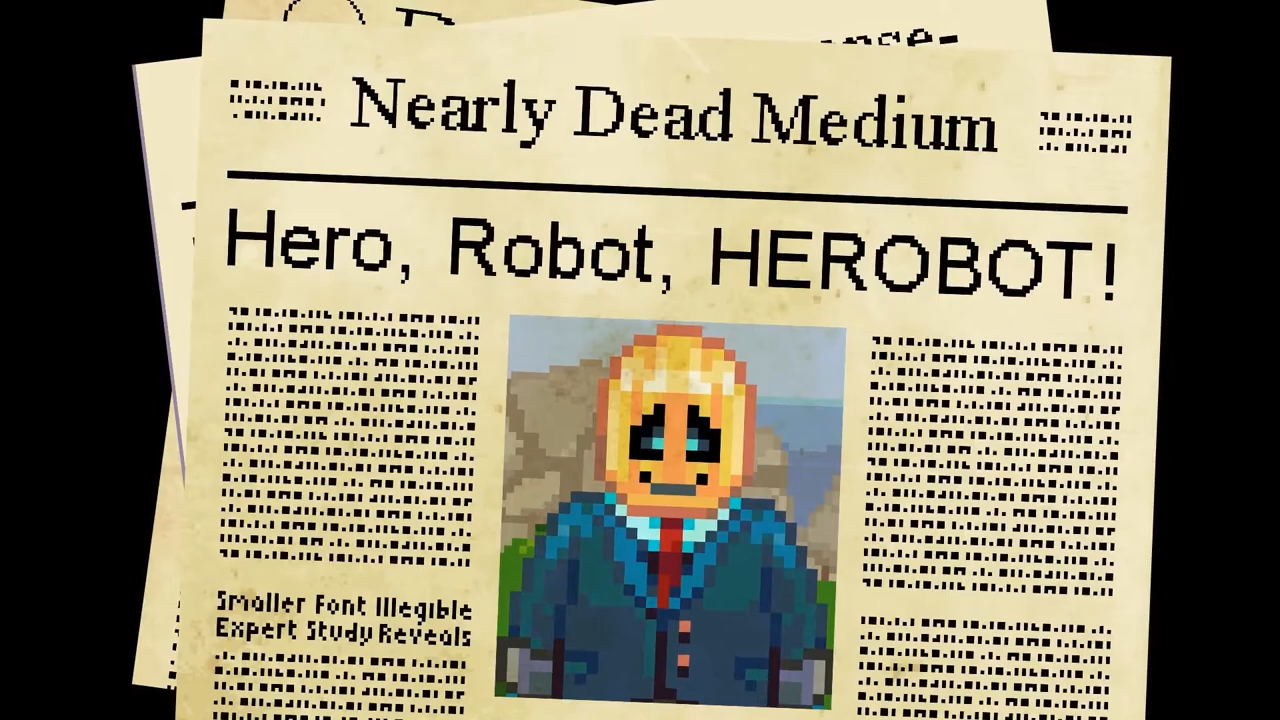 Nearly Dead Medium
Hero, Robot, HEROBOT!
Smaller Font Illegible
Expert Study Reveals